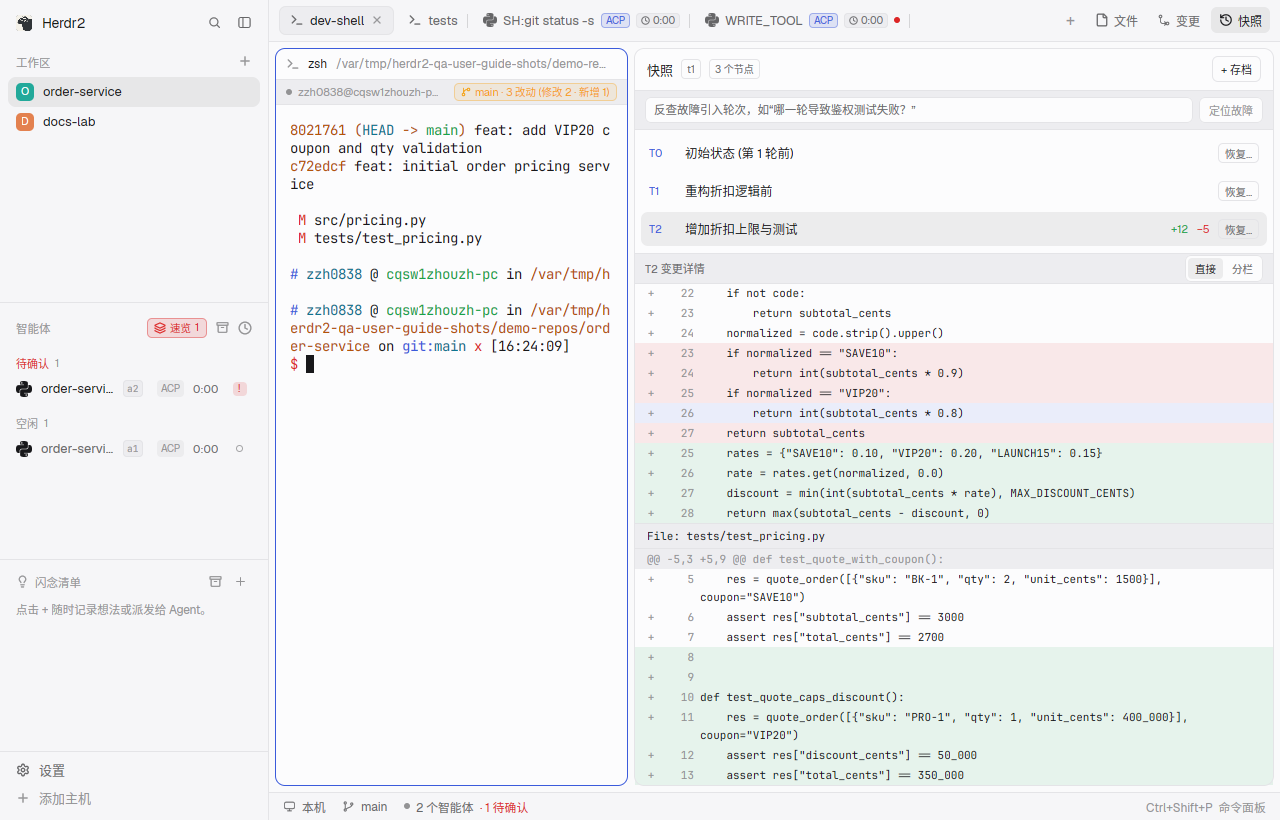 Herdr2
工作区
O order-service
D docs-lab
智能体
速览 1
待确认 1
order-servi... a2 ACP 0:00 !
空闲 1
order-servi... a1 ACP 0:00
闪念清单
点击 + 随时记录想法或派发给 Agent。
设置
添加主机
dev-shell
tests
SH:git status -s ACP 0:00
WRITE_TOOL ACP 0:00
文件
变更
快照
zsh /var/tmp/herdr2-qa-user-guide-shots/demo-re...
zzh0838@cqsw1zhouzh-p...
main · 3 改动 (修改 2 · 新增 1)
8021761 (HEAD -> main) feat: add VIP20 c
oupon and qty validation
c72edcf feat: initial order pricing serv
ice
M src/pricing.py
M tests/test_pricing.py
# zzh0838 @ cqsw1zhouzh-pc in /var/tmp/h
# zzh0838 @ cqsw1zhouzh-pc in /var/tmp/h
erdr2-qa-user-guide-shots/demo-repos/ord
er-service on git:main x [16:24:09]
$
快照 t1 3 个节点
+ 存档
反查故障引入轮次，如“哪一轮导致鉴权测试失败？”
定位故障
T0 初始状态 (第 1 轮前) 恢复...
T1 重构折扣逻辑前 恢复...
T2 增加折扣上限与测试 +12 −5 恢复...
T2 变更详情
直接 分栏
+ 22 if not code:
+ 23 return subtotal_cents
+ 24 normalized = code.strip().upper()
+ 23 if normalized == "SAVE10":
+ 24 return int(subtotal_cents * 0.9)
+ 25 if normalized == "VIP20":
+ 26 return int(subtotal_cents * 0.8)
+ 27 return subtotal_cents
+ 25 rates = {"SAVE10": 0.10, "VIP20": 0.20, "LAUNCH15": 0.15}
+ 26 rate = rates.get(normalized, 0.0)
+ 27 discount = min(int(subtotal_cents * rate), MAX_DISCOUNT_CENTS)
+ 28 return max(subtotal_cents - discount, 0)
File: tests/test_pricing.py
@@ -5,3 +5,9 @@ def test_quote_with_coupon():
+ 5 res = quote_order([{"sku": "BK-1", "qty": 2, "unit_cents": 1500}],
coupon="SAVE10")
+ 6 assert res["subtotal_cents"] == 3000
+ 7 assert res["total_cents"] == 2700
+ 8
+ 9
+ 10 def test_quote_caps_discount():
+ 11 res = quote_order([{"sku": "PRO-1", "qty": 1, "unit_cents": 400_000}],
coupon="VIP20")
+ 12 assert res["discount_cents"] == 50_000
+ 13 assert res["total_cents"] == 350_000
本机
main
2 个智能体 · 1 待确认
Ctrl+Shift+P 命令面板